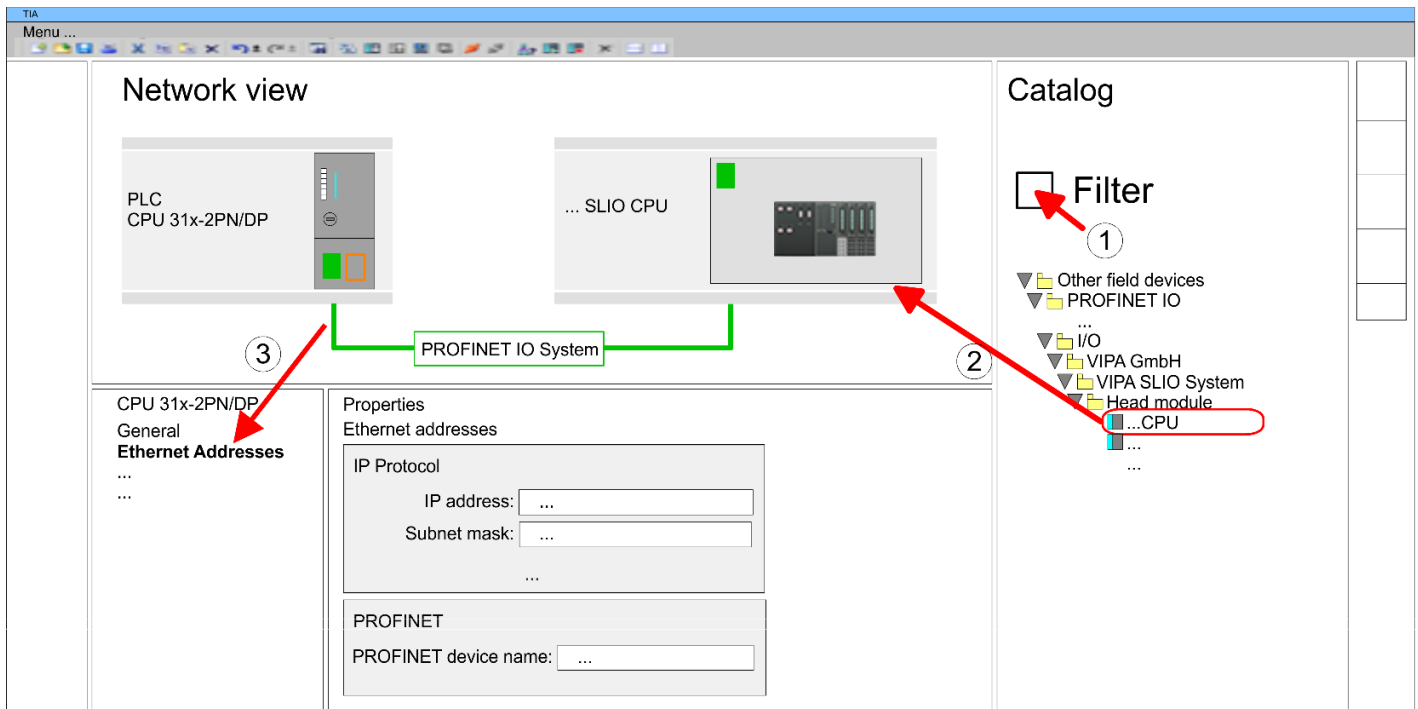 TIA
Menu ...
Network view
PLC
CPU 31x-2PN/DP
... SLIO CPU
PROFINET IO System
3
2
CPU 31x-2PN/DP
General
Ethernet Addresses
...
...
Properties
Ethernet addresses
IP Protocol
IP address: ...
Subnet mask: ...
...
PROFINET
PROFINET device name: ...
Catalog
Filter
1
Other field devices
PROFINET IO
...
I/O
VIPA GmbH
VIPA SLIO System
Head module
...CPU
...
...